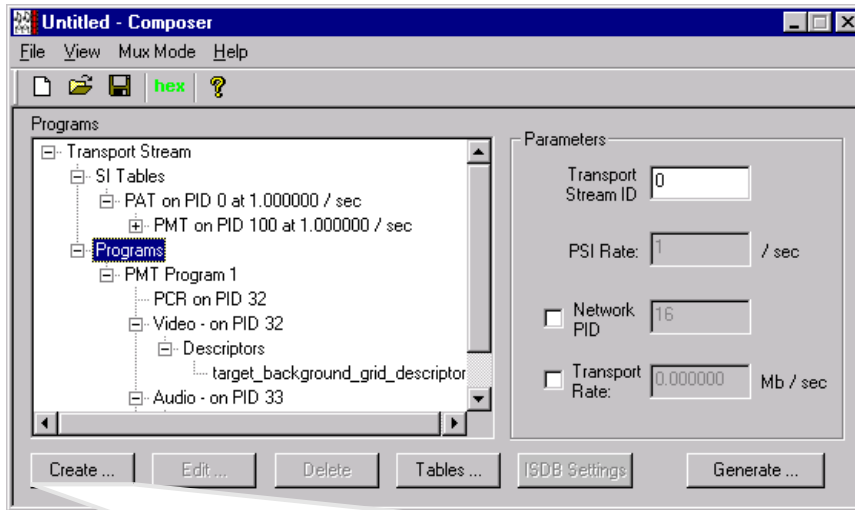 Untitled - Composer
File View Mux Mode Help
hex ?
Programs
Transport Stream
SI Tables
PAT on PID 0 at 1.000000 / sec
PMT on PID 100 at 1.000000 / sec
Programs
PMT Program 1
PCR on PID 32
Video - on PID 32
Descriptors
target_background_grid_descriptor
Audio - on PID 33
Parameters
Transport
Stream ID
0
PSI Rate: 1 / sec
Network
PID
16
Transport
Rate:
0.000000 Mb / sec
Create ... Edit ... Delete Tables ... ISDB Settings Generate ...